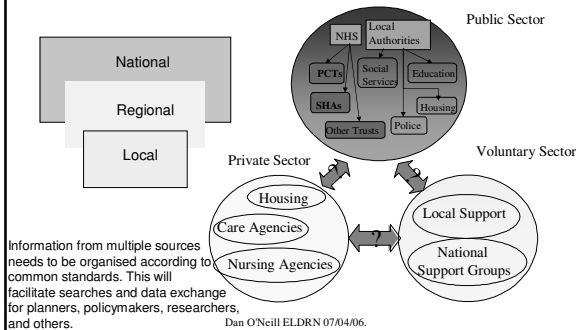 Public Sector
National
Regional
Local
NHS
Local
Authorities
PCTs
Social
Services
Education
SHAs
Housing
Other Trusts
Police
Private Sector
Voluntary Sector
?
?
Housing
Care Agencies
Nursing Agencies
?
Local Support
National
Support Groups
Information from multiple sources
needs to be organised according to
common standards. This will
facilitate searches and data exchange
for planners, policymakers, researchers,
and others.
Dan O'Neill ELDRN 07/04/06.